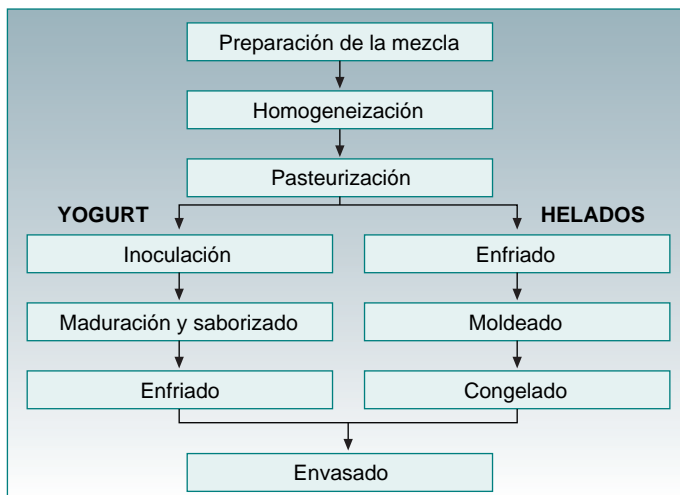 Preparación de la mezcla
Homogeneización
Pasteurización
YOGURT
HELADOS
Inoculación
Enfriado
Maduración y saborizado
Moldeado
Enfriado
Congelado
Envasado